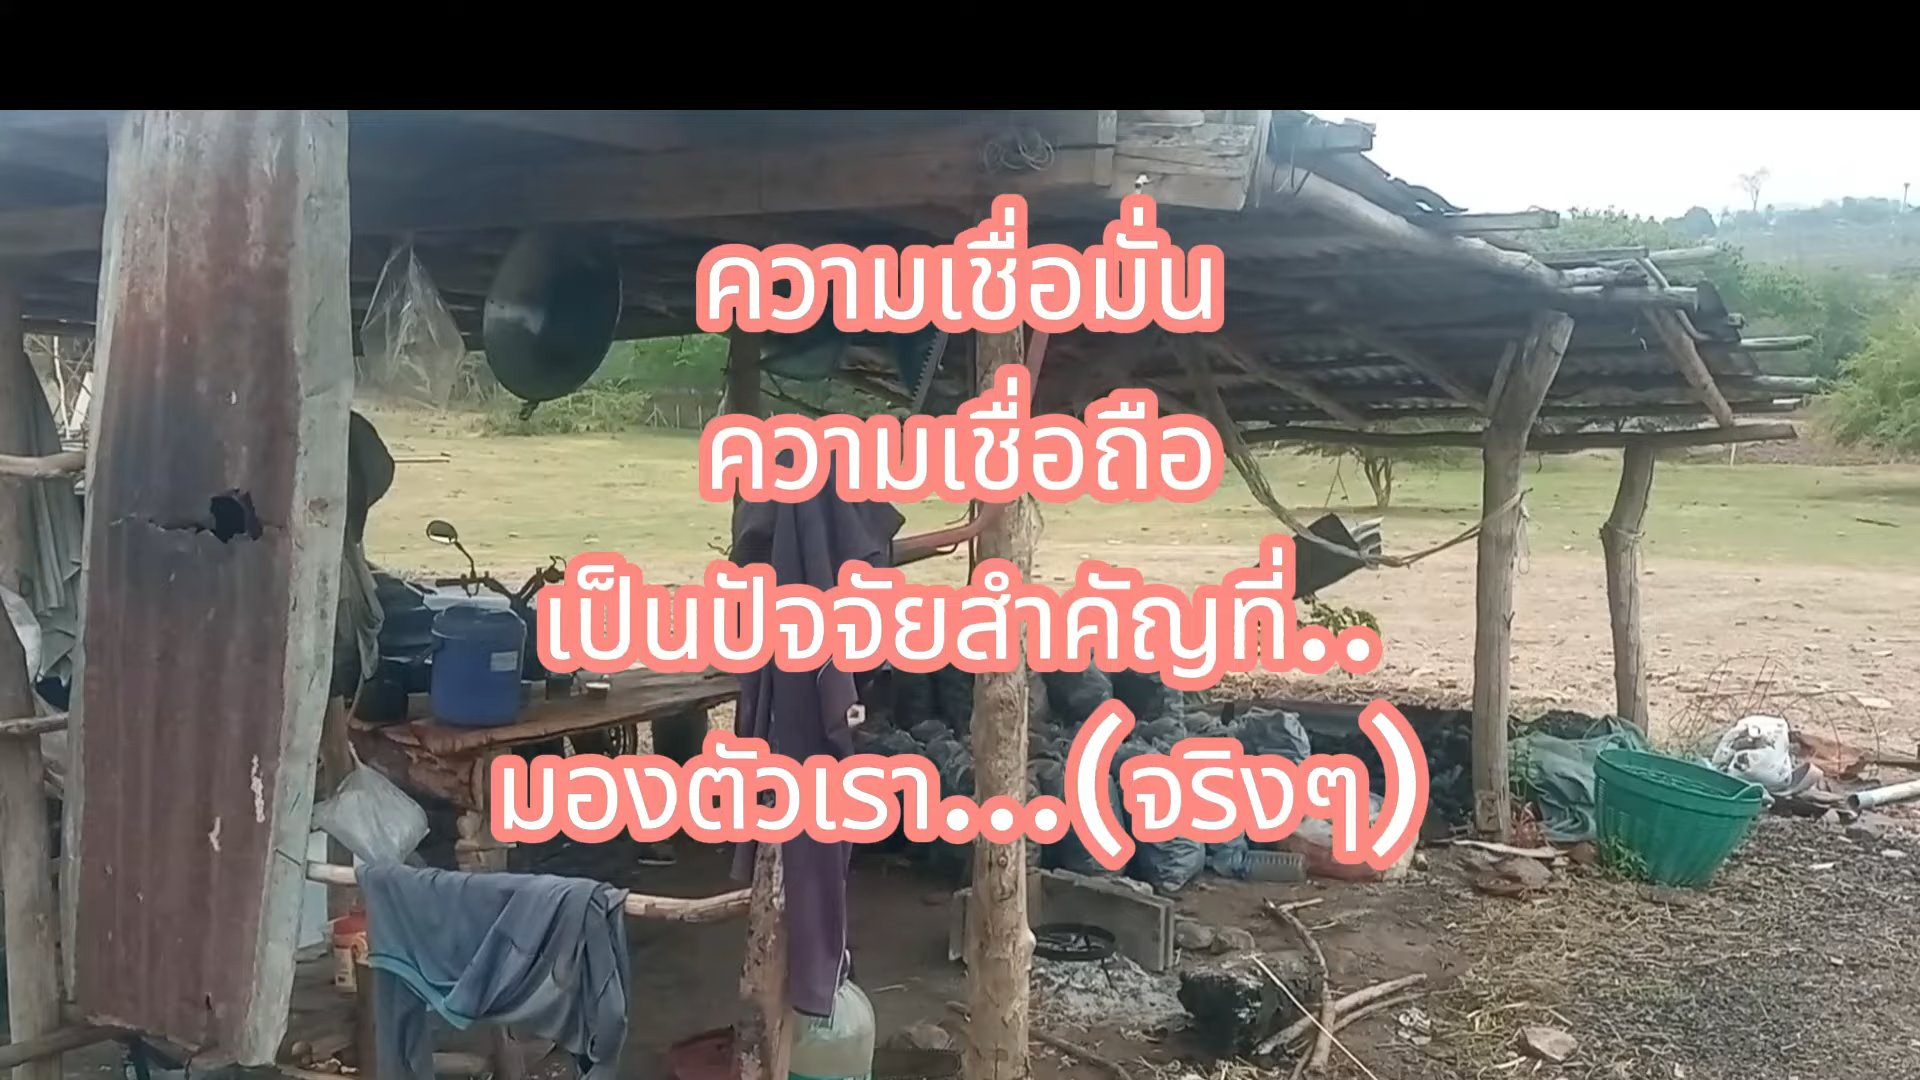 ความเชื่อมั่น
ความเชื่อถือ
เป็นปัจจัยสำคัญที่..
มองตัวเรา...(จริงๆ)